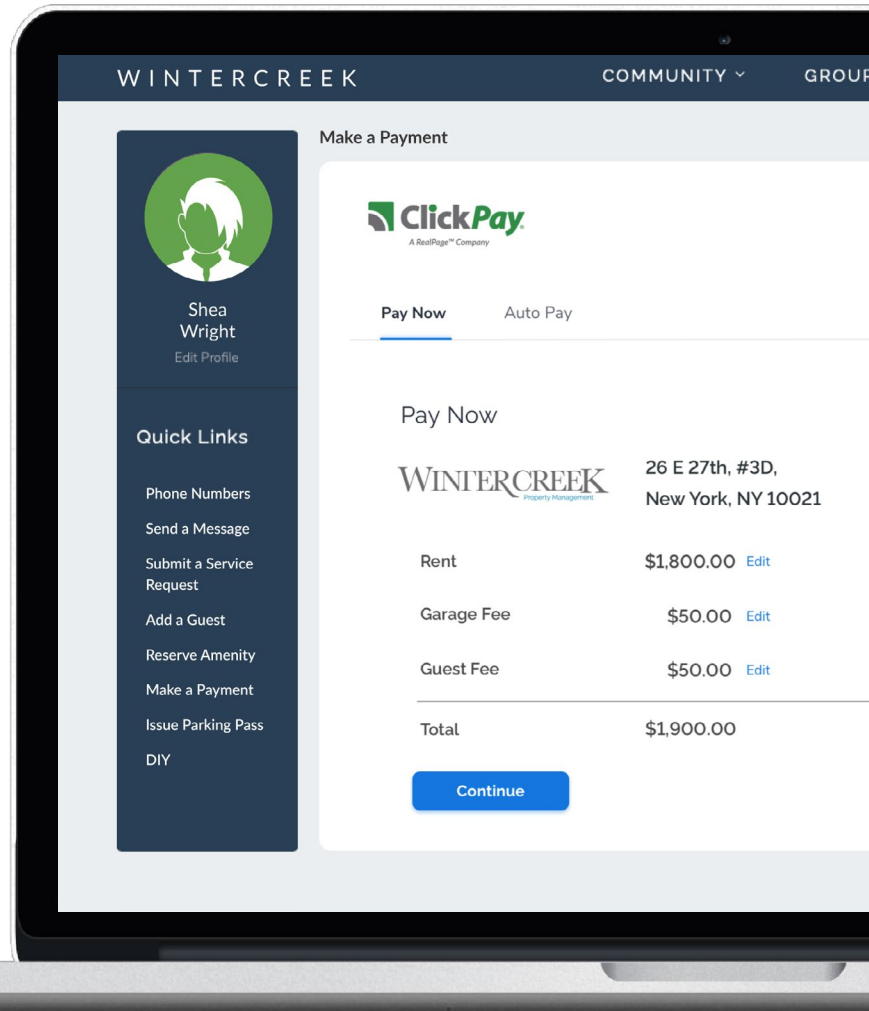 WINTERCREEK
COMMUNITY
Make a Payment
ClickPay
A RealPage™ Company
Shea
Wright
Edit Profile
Pay Now
Auto Pay
Quick Links
Phone Numbers
Send a Message
Submit a Service
Request
Add a Guest
Reserve Amenity
Make a Payment
Issue Parking Pass
DIY
Pay Now
WINTERCREEK
Property Management
26 E 27th, #3D,
New York, NY 10021
Rent $1,800.00 Edit
Garage Fee $50.00 Edit
Guest Fee $50.00 Edit
Total $1,900.00
Continue